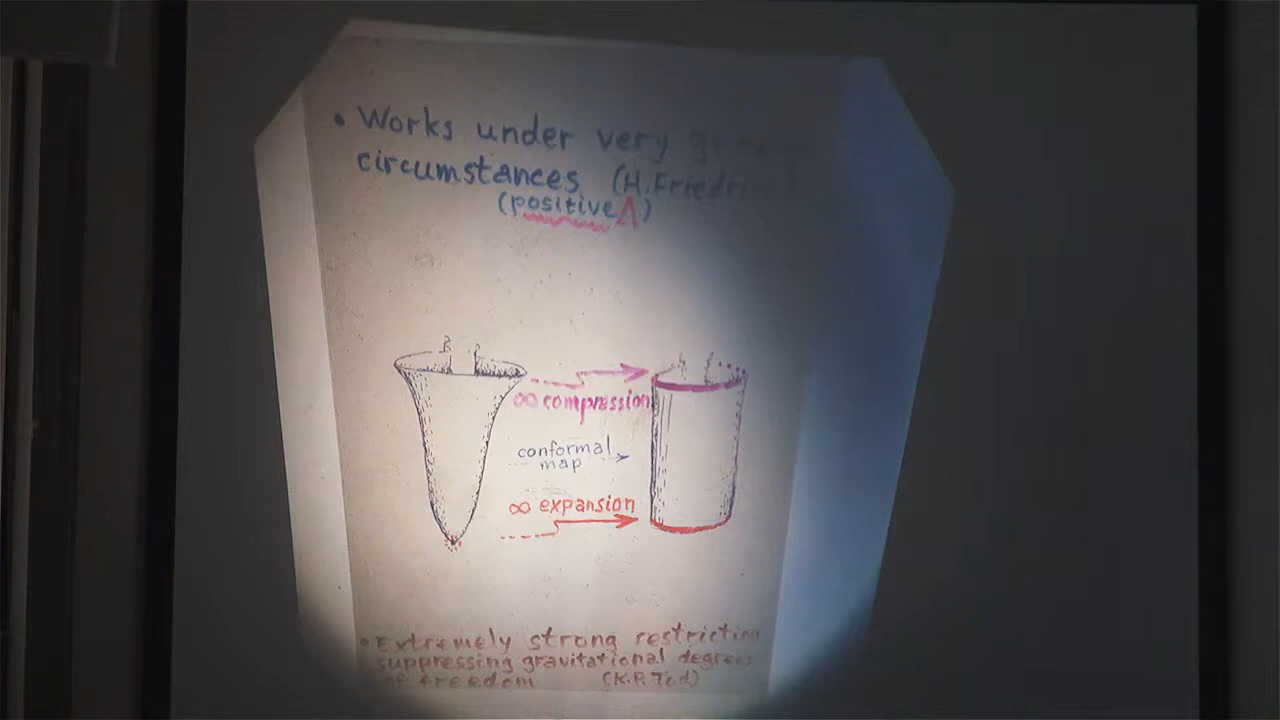 • Works under very
circumstances (H.Friedri
(positive Λ)
∞ compression
conformal
map
∞ expansion
• Extremely strong restriction
suppressing gravitational degrees
of freedom (K.P.Tod)